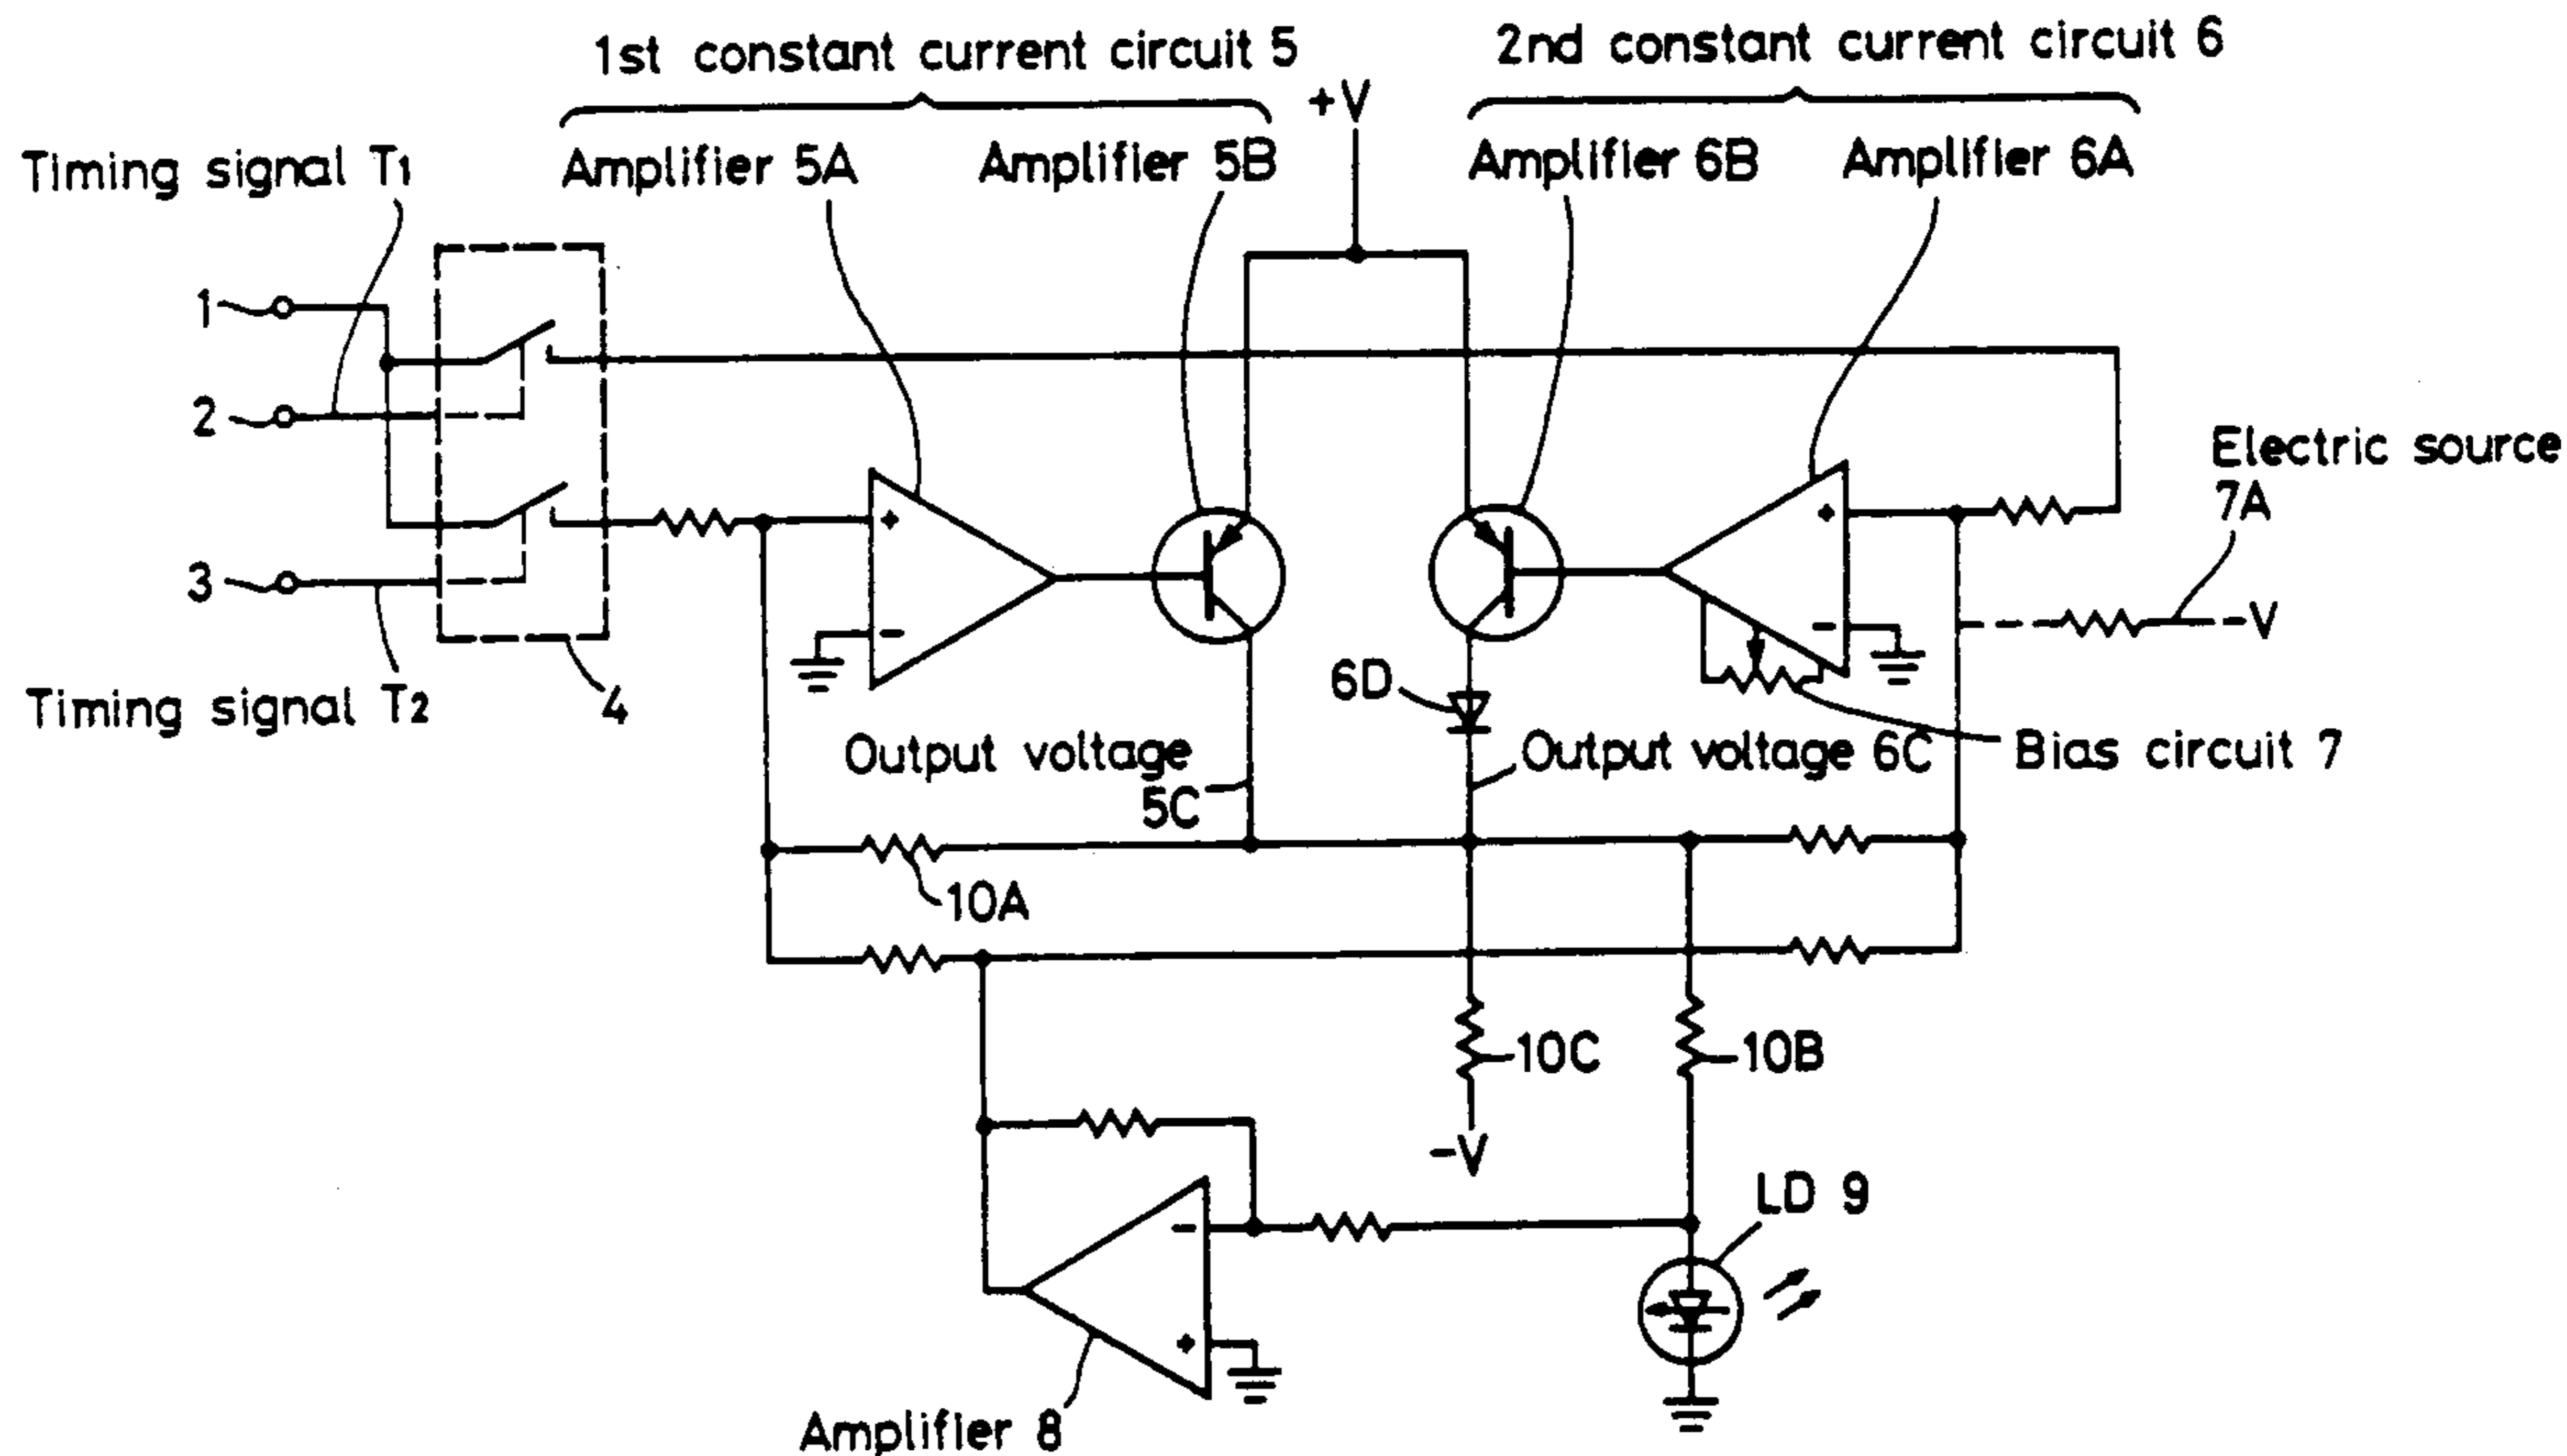 1st constant current circuit 5
2nd constant current circuit 6
+V
Timing signal T1
Amplifier 5A
Amplifier 5B
Amplifier 6B
Amplifier 6A
1
2
3
Electric source
7A
+
+
-
-
-V
Timing signal T2
4
6D
Output voltage
5C
Output voltage 6C
Bias circuit 7
10A
10C
10B
-V
LD 9
-
+
Amplifier 8